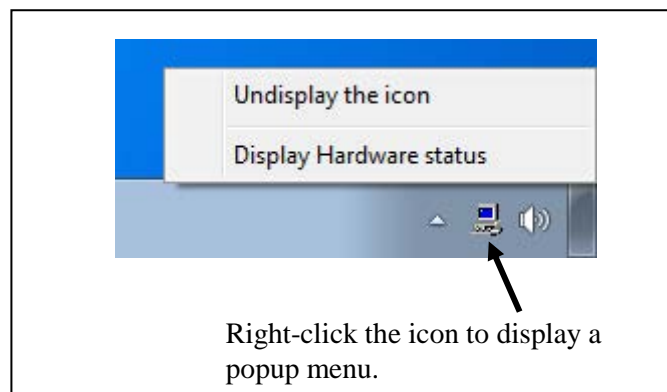 Undisplay the icon
Display Hardware status
Right-click the icon to display a
popup menu.